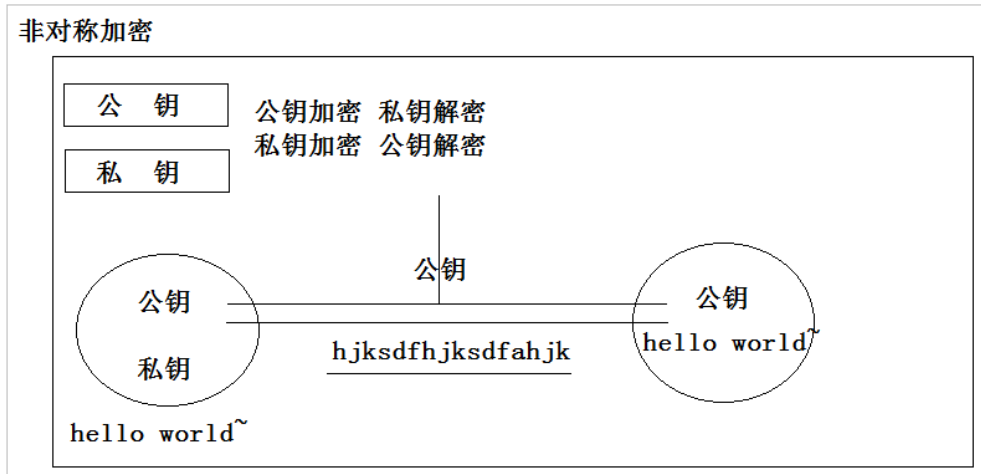 非对称加密
公 钥
公钥加密 私钥解密
私钥加密 公钥解密
私 钥
公钥
公钥
公钥
hello world~
hjksdfhjksdfahjk
私钥
hello world~